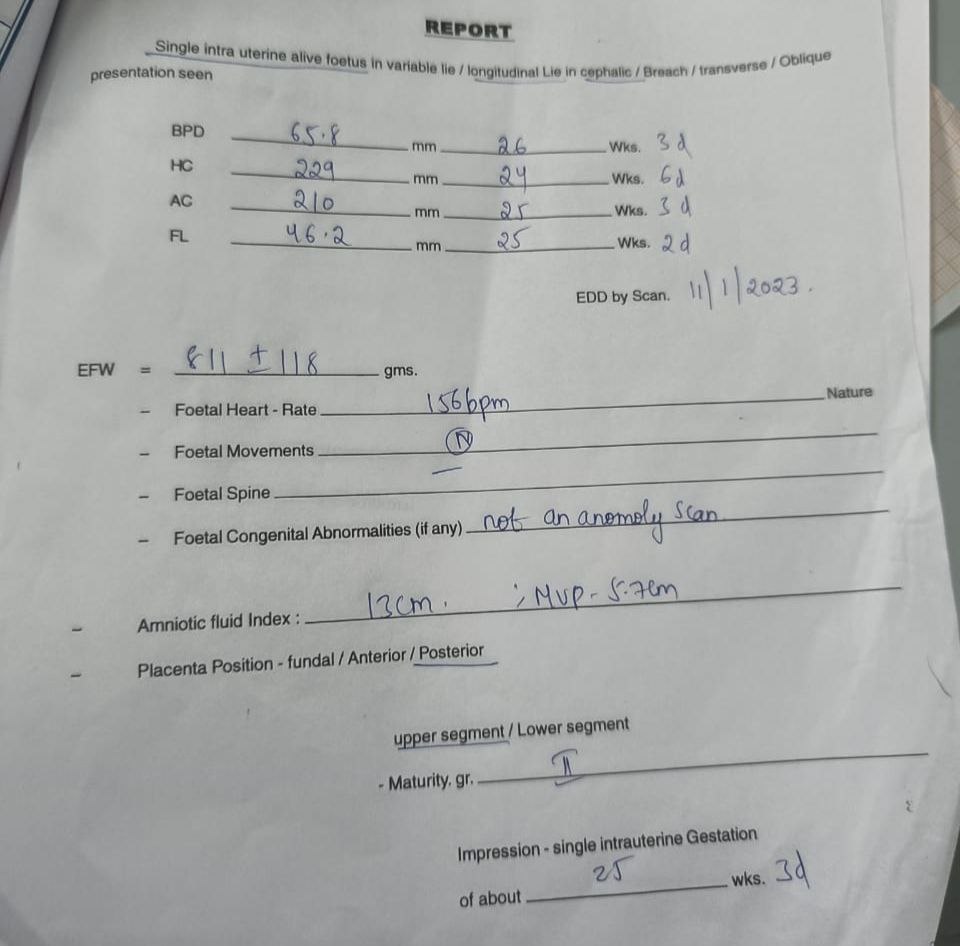 REPORT
Single intra uterine alive foetus in variable lie / longitudinal Lie in cephalic / Breach / transverse / Oblique
presentation seen
BPD 65.8 mm 26 Wks. 3d
HC 229 mm 24 Wks. 6d
AC 210 mm 25 Wks. 3d
FL 46.2 mm 25 Wks. 2d
EDD by Scan. 11/1/2023.
EFW = 811 ± 118 gms.
- Foetal Heart - Rate 156bpm Nature
- Foetal Movements N
- Foetal Spine
- Foetal Congenital Abnormalities (if any) not an anomoly scan
- Amniotic fluid Index : 13cm. ; MVP - 5.7cm
- Placenta Position - fundal / Anterior / Posterior
upper segment / Lower segment
- Maturity. gr. II
Impression - single intrauterine Gestation
of about 25 wks. 3d